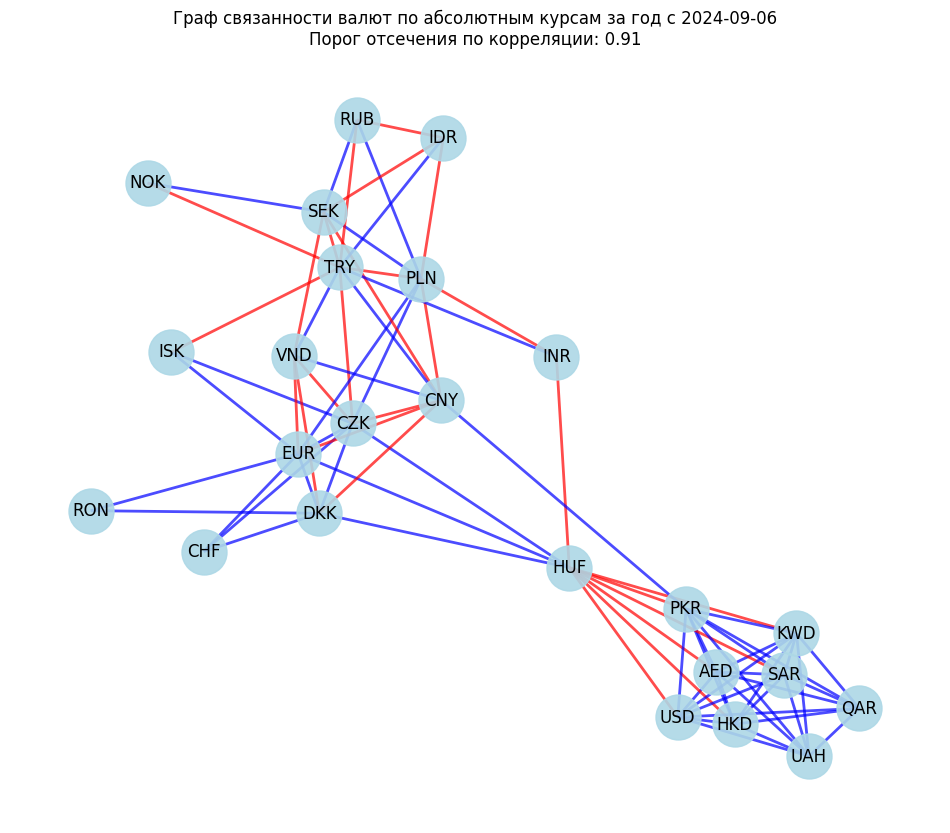 Граф связанности валют по абсолютным курсам за год с 2024-09-06
Порог отсечения по корреляции: 0.91
RUB
IDR
NOK
SEK
TRY
PLN
ISK
VND
INR
CNY
CZK
EUR
RON
DKK
CHF
HUF
PKR
KWD
AED
SAR
QAR
USD
HKD
UAH